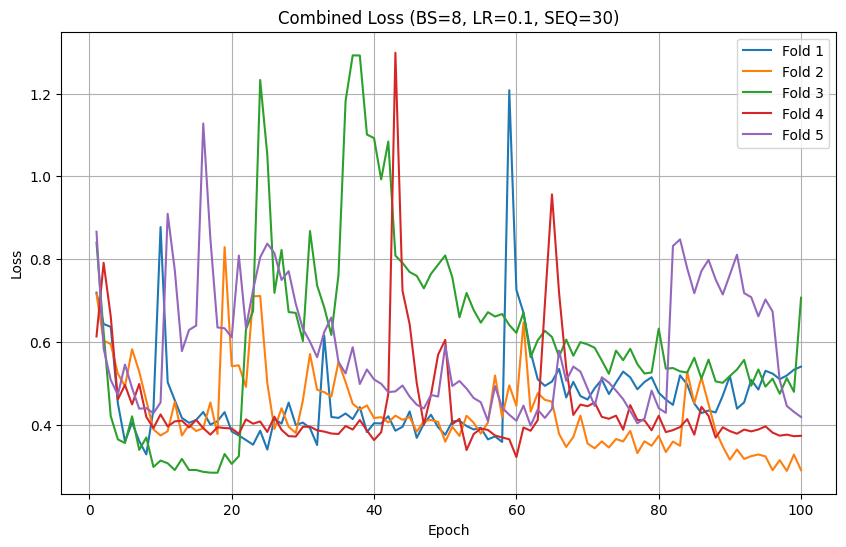 Combined Loss (BS=8, LR=0.1, SEQ=30)
Fold 1
Fold 2
Fold 3
Fold 4
Fold 5
Loss
1.2
1.0
0.8
0.6
0.4
0 20 40 60 80 100
Epoch